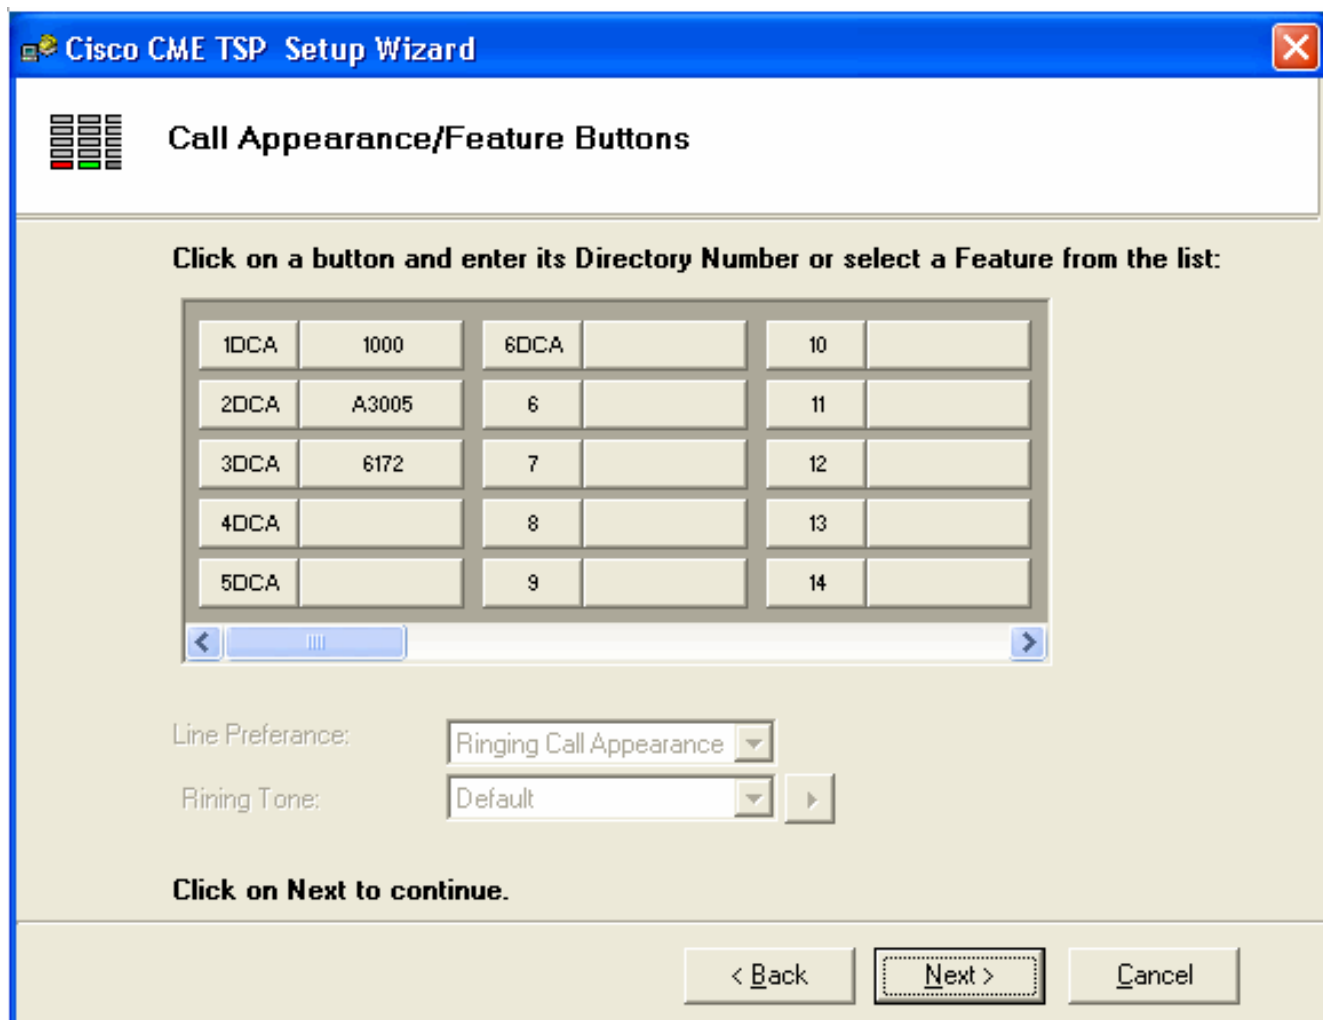 Cisco CME TSP Setup Wizard
Call Appearance/Feature Buttons
Click on a button and enter its Directory Number or select a Feature from the list:
1DCA 1000 6DCA 10
2DCA A3005 6 11
3DCA 6172 7 12
4DCA 8 13
5DCA 9 14
Line Preferance: Ringing Call Appearance
Rining Tone: Default
Click on Next to continue.
< Back Next > Cancel